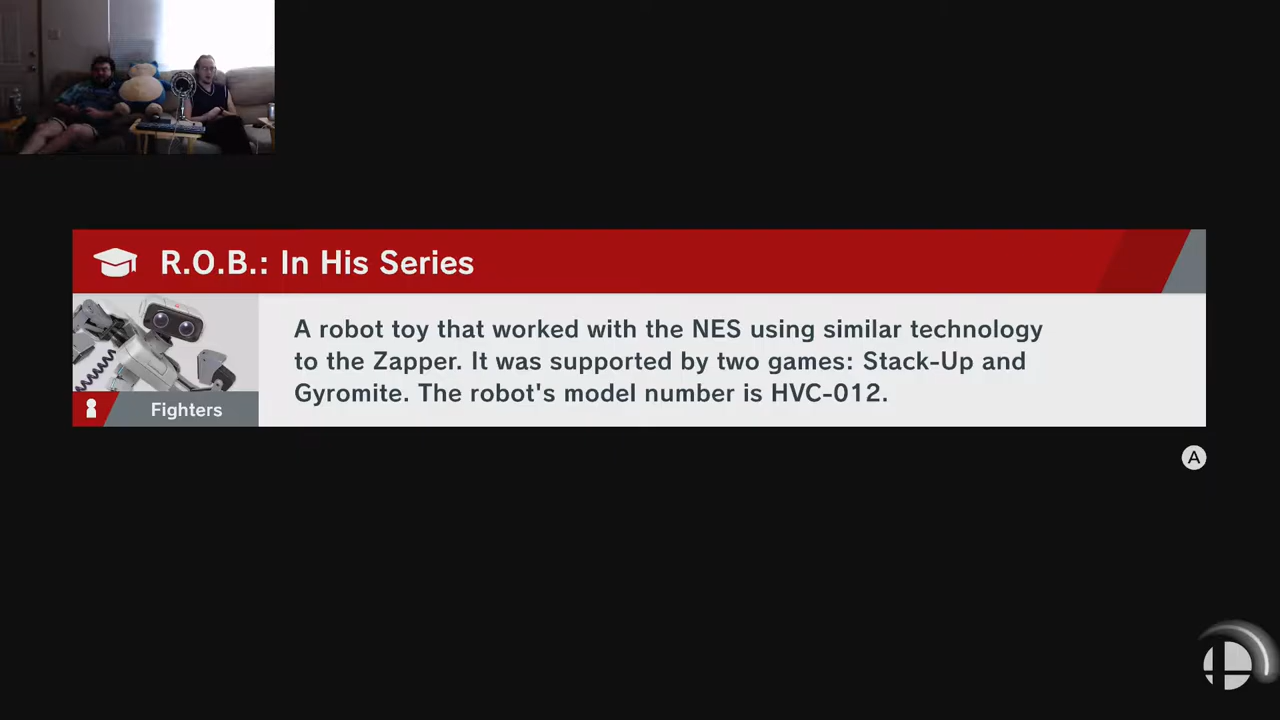 R.O.B.: In His Series
A robot toy that worked with the NES using similar technology
to the Zapper. It was supported by two games: Stack-Up and
Gyromite. The robot's model number is HVC-012.
Fighters
A